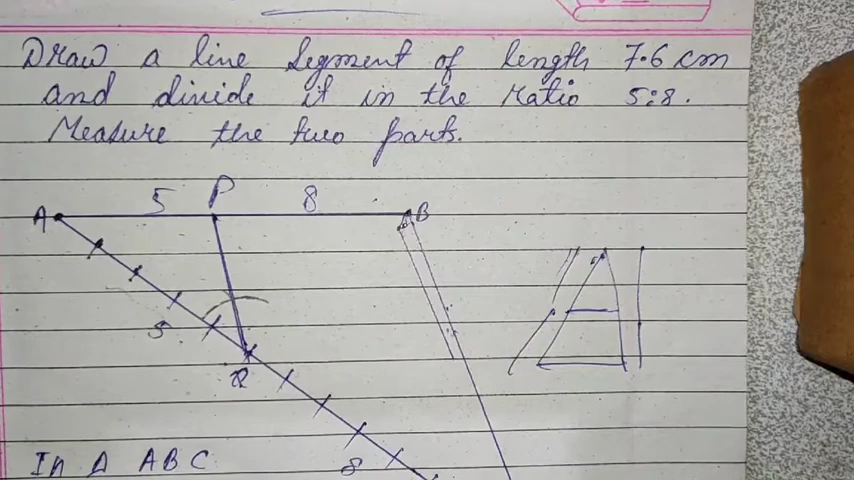 Draw a line segment of length 7.6 cm
and divide it in the ratio 5:8.
Measure the two parts.
5 P 8
A B
5
Q
8
In Δ ABC